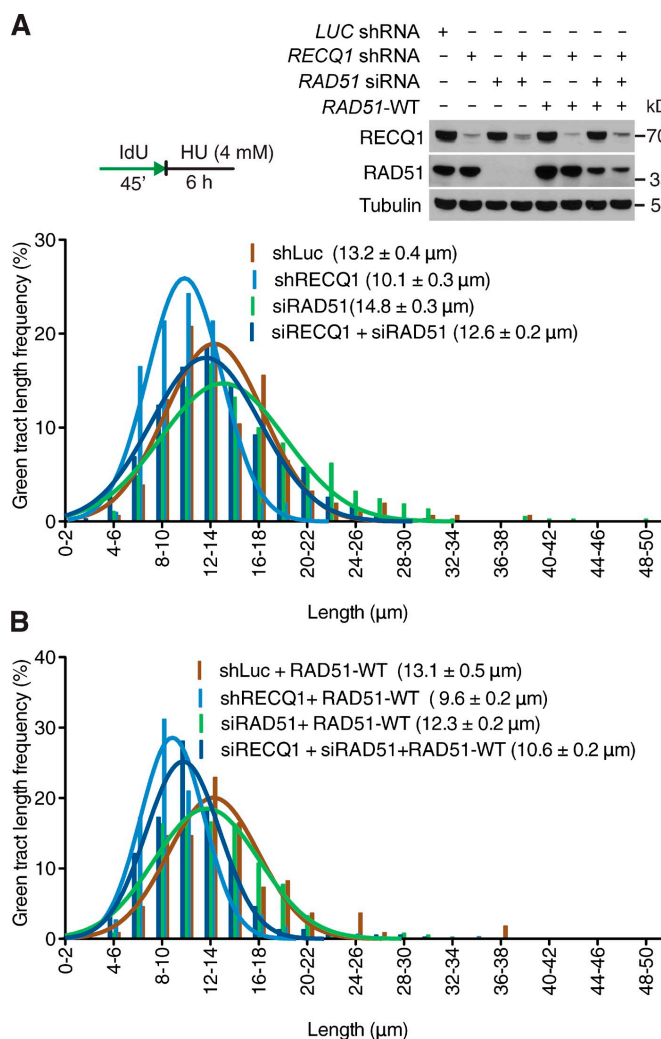 A
LUC shRNA + – – – – – – –
RECQ1 shRNA – + – + – + – +
RAD51 siRNA – – + + – – + +
RAD51-WT – – – – + + + +
kD
RECQ1 70
RAD51 3
Tubulin 5
IdU HU (4 mM)
45' 6 h
Green tract length frequency (%)
30
20
10
0
shLuc (13.2 ± 0.4 µm)
shRECQ1 (10.1 ± 0.3 µm)
siRAD51(14.8 ± 0.3 µm)
siRECQ1 + siRAD51 (12.6 ± 0.2 µm)
0-2 4-6 8-10 12-14 16-18 20-22 24-26 28-30 32-34 36-38 40-42 44-46 48-50
Length (µm)
B
Green tract length frequency (%)
40
30
20
10
0
shLuc + RAD51-WT (13.1 ± 0.5 µm)
shRECQ1+ RAD51-WT ( 9.6 ± 0.2 µm)
siRAD51+ RAD51-WT (12.3 ± 0.2 µm)
siRECQ1 + siRAD51+RAD51-WT (10.6 ± 0.2 µm)
0-2 4-6 8-10 12-14 16-18 20-22 24-26 28-30 32-34 36-38 40-42 44-46 48-50
Length (µm)